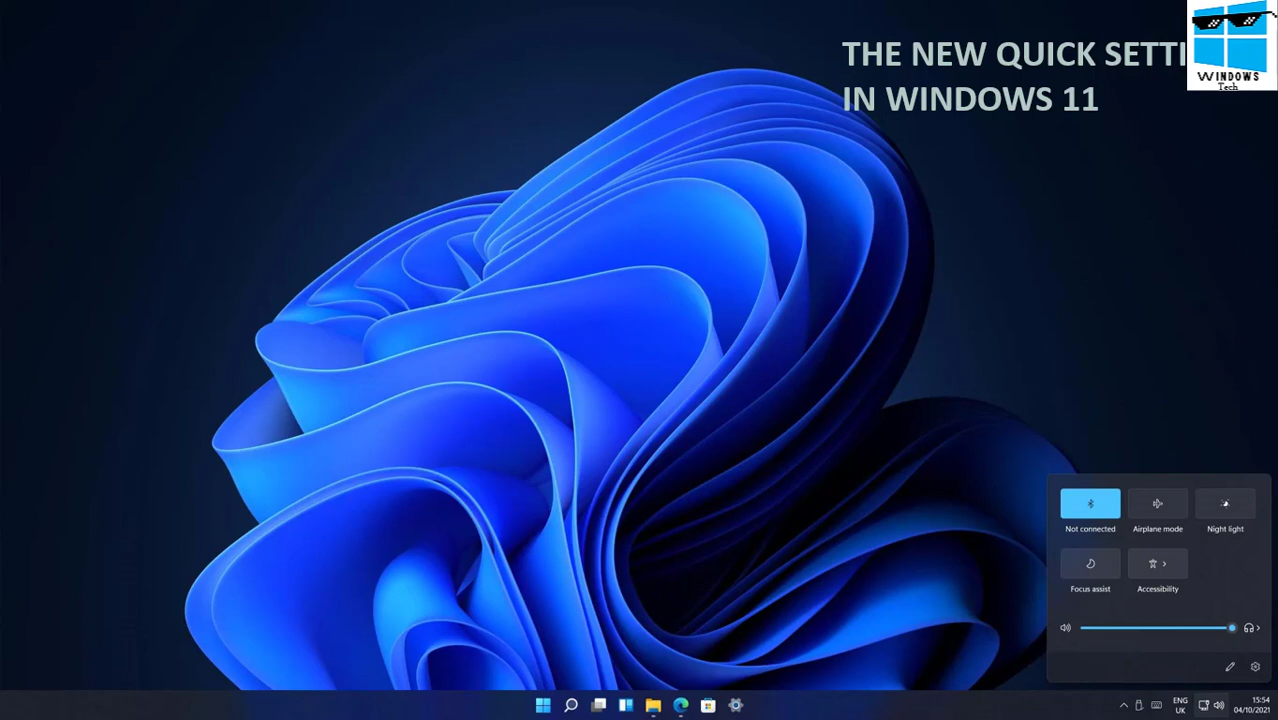 THE NEW QUICK SETTI
IN WINDOWS 11
WINDOWS
Tech
Not connected
Airplane mode
Night light
Focus assist
Accessibility
ENG
UK
15:54
04/10/2021